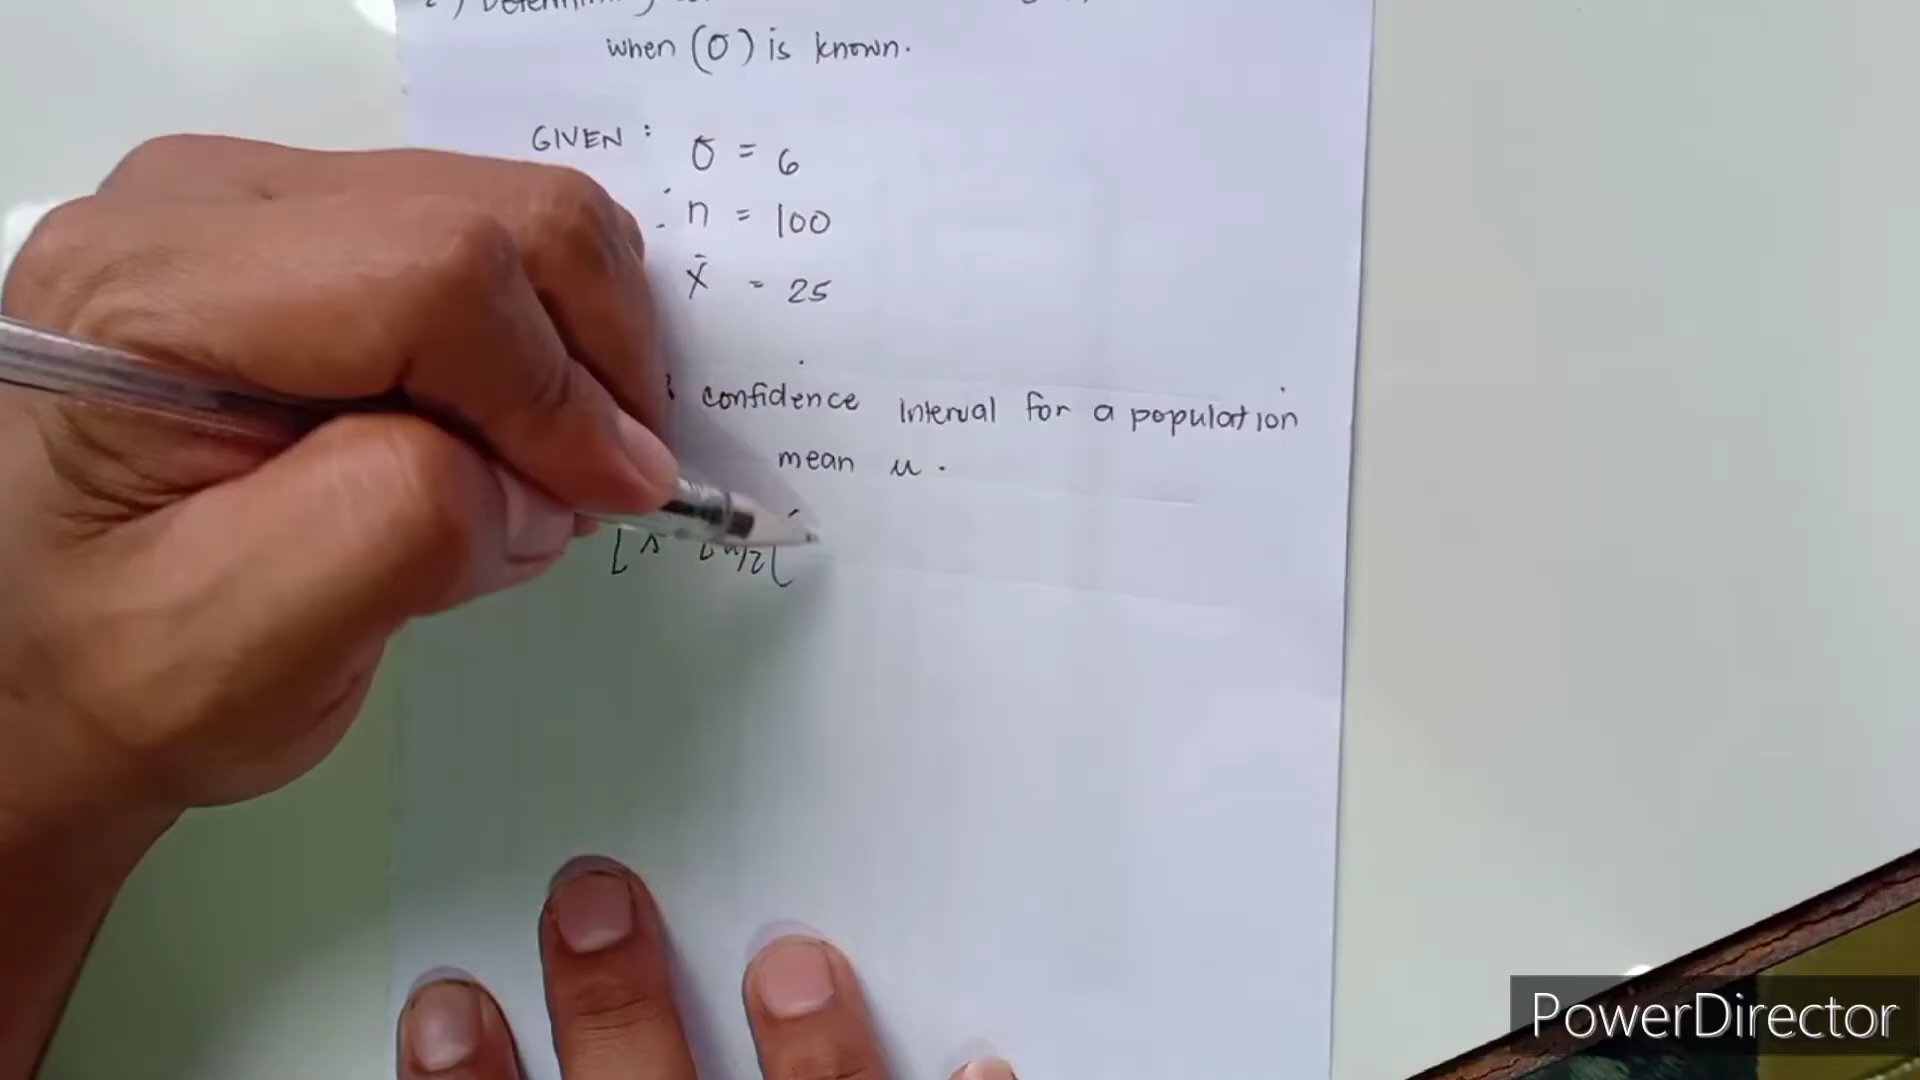 when (σ) is known.
GIVEN : σ = 6
n = 100
x̄ = 25
confidence interval for a population
mean u.
PowerDirector